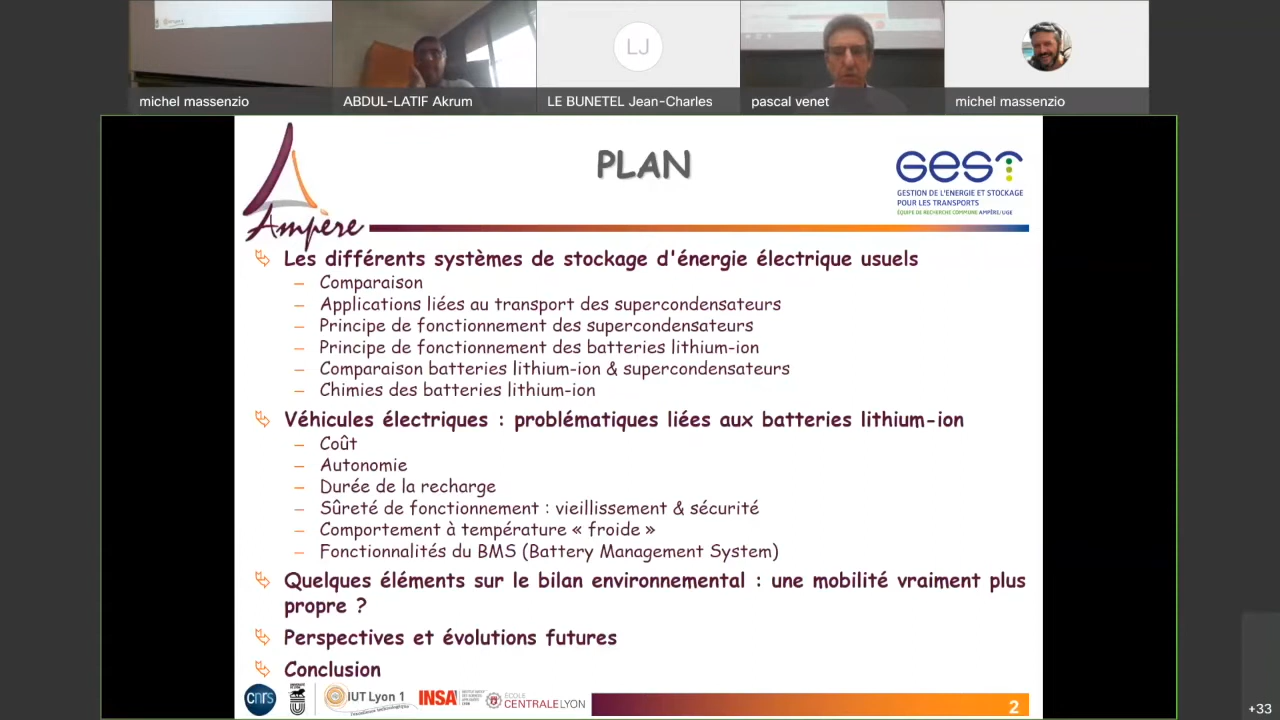 LJ
michel massenzio
ABDUL-LATIF Akrum
LE BUNETEL Jean-Charles
pascal venet
michel massenzio
Ampère
PLAN
GEST
GESTION DE L'ENERGIE ET STOCKAGE
POUR LES TRANSPORTS
ÉQUIPE DE RECHERCHE COMMUNE AMPÈRE/UGE
Les différents systèmes de stockage d'énergie électrique usuels
– Comparaison
– Applications liées au transport des supercondensateurs
– Principe de fonctionnement des supercondensateurs
– Principe de fonctionnement des batteries lithium-ion
– Comparaison batteries lithium-ion & supercondensateurs
– Chimies des batteries lithium-ion
Véhicules électriques : problématiques liées aux batteries lithium-ion
– Coût
– Autonomie
– Durée de la recharge
– Sûreté de fonctionnement : vieillissement & sécurité
– Comportement à température « froide »
– Fonctionnalités du BMS (Battery Management System)
Quelques éléments sur le bilan environnemental : une mobilité vraiment plus
propre ?
Perspectives et évolutions futures
Conclusion
cnrs
IUT Lyon 1
INSA
ÉCOLE
CENTRALELYON
2
+33